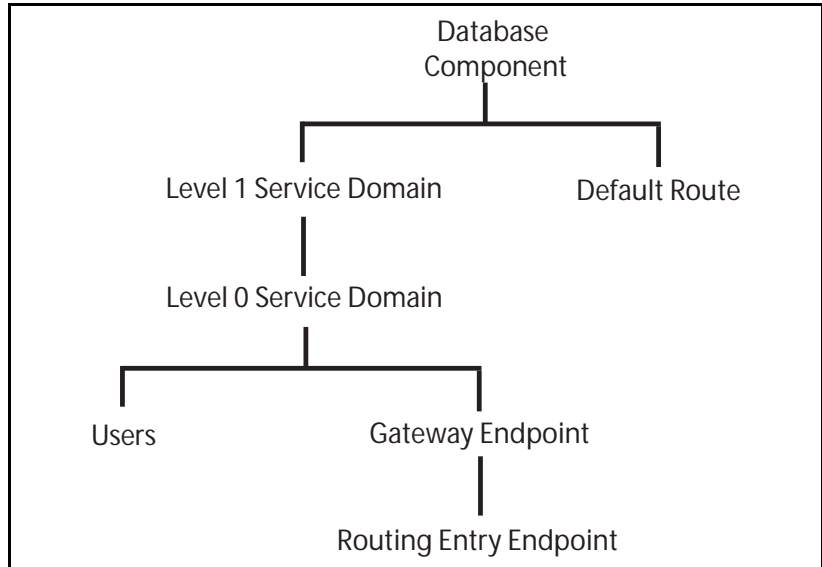 Database
Component
Level 1 Service Domain
Default Route
Level 0 Service Domain
Users
Gateway Endpoint
Routing Entry Endpoint